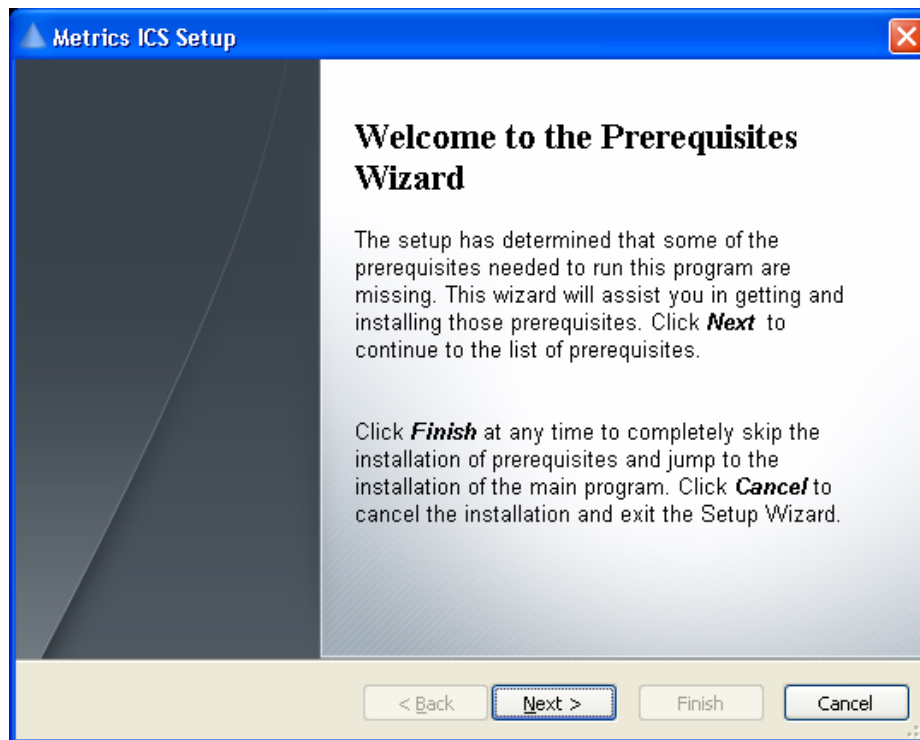 Metrics ICS Setup
Welcome to the Prerequisites
Wizard
The setup has determined that some of the
prerequisites needed to run this program are
missing. This wizard will assist you in getting and
installing those prerequisites. Click Next to
continue to the list of prerequisites.
Click Finish at any time to completely skip the
installation of prerequisites and jump to the
installation of the main program. Click Cancel to
cancel the installation and exit the Setup Wizard.
< Back Next > Finish Cancel